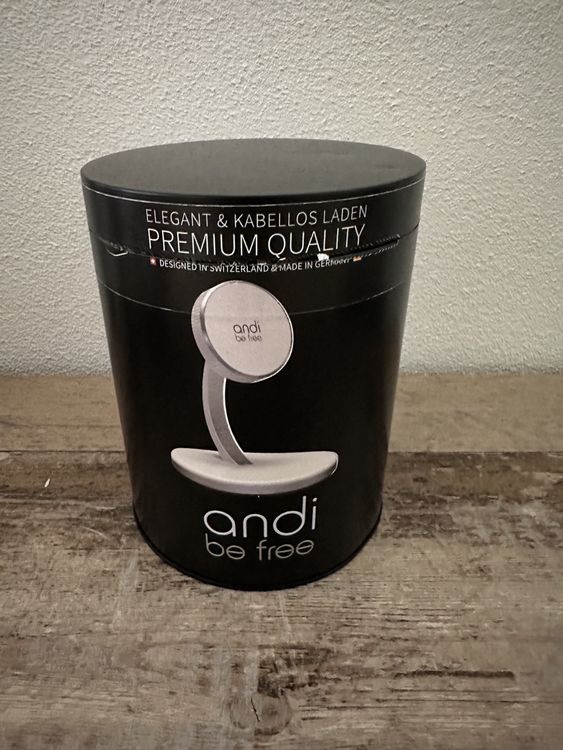 ELEGANT & KABELLOS LADEN
PREMIUM QUALITY
DESIGNED IN SWITZERLAND & MADE IN GERMANY
andi
be free
andi
be free